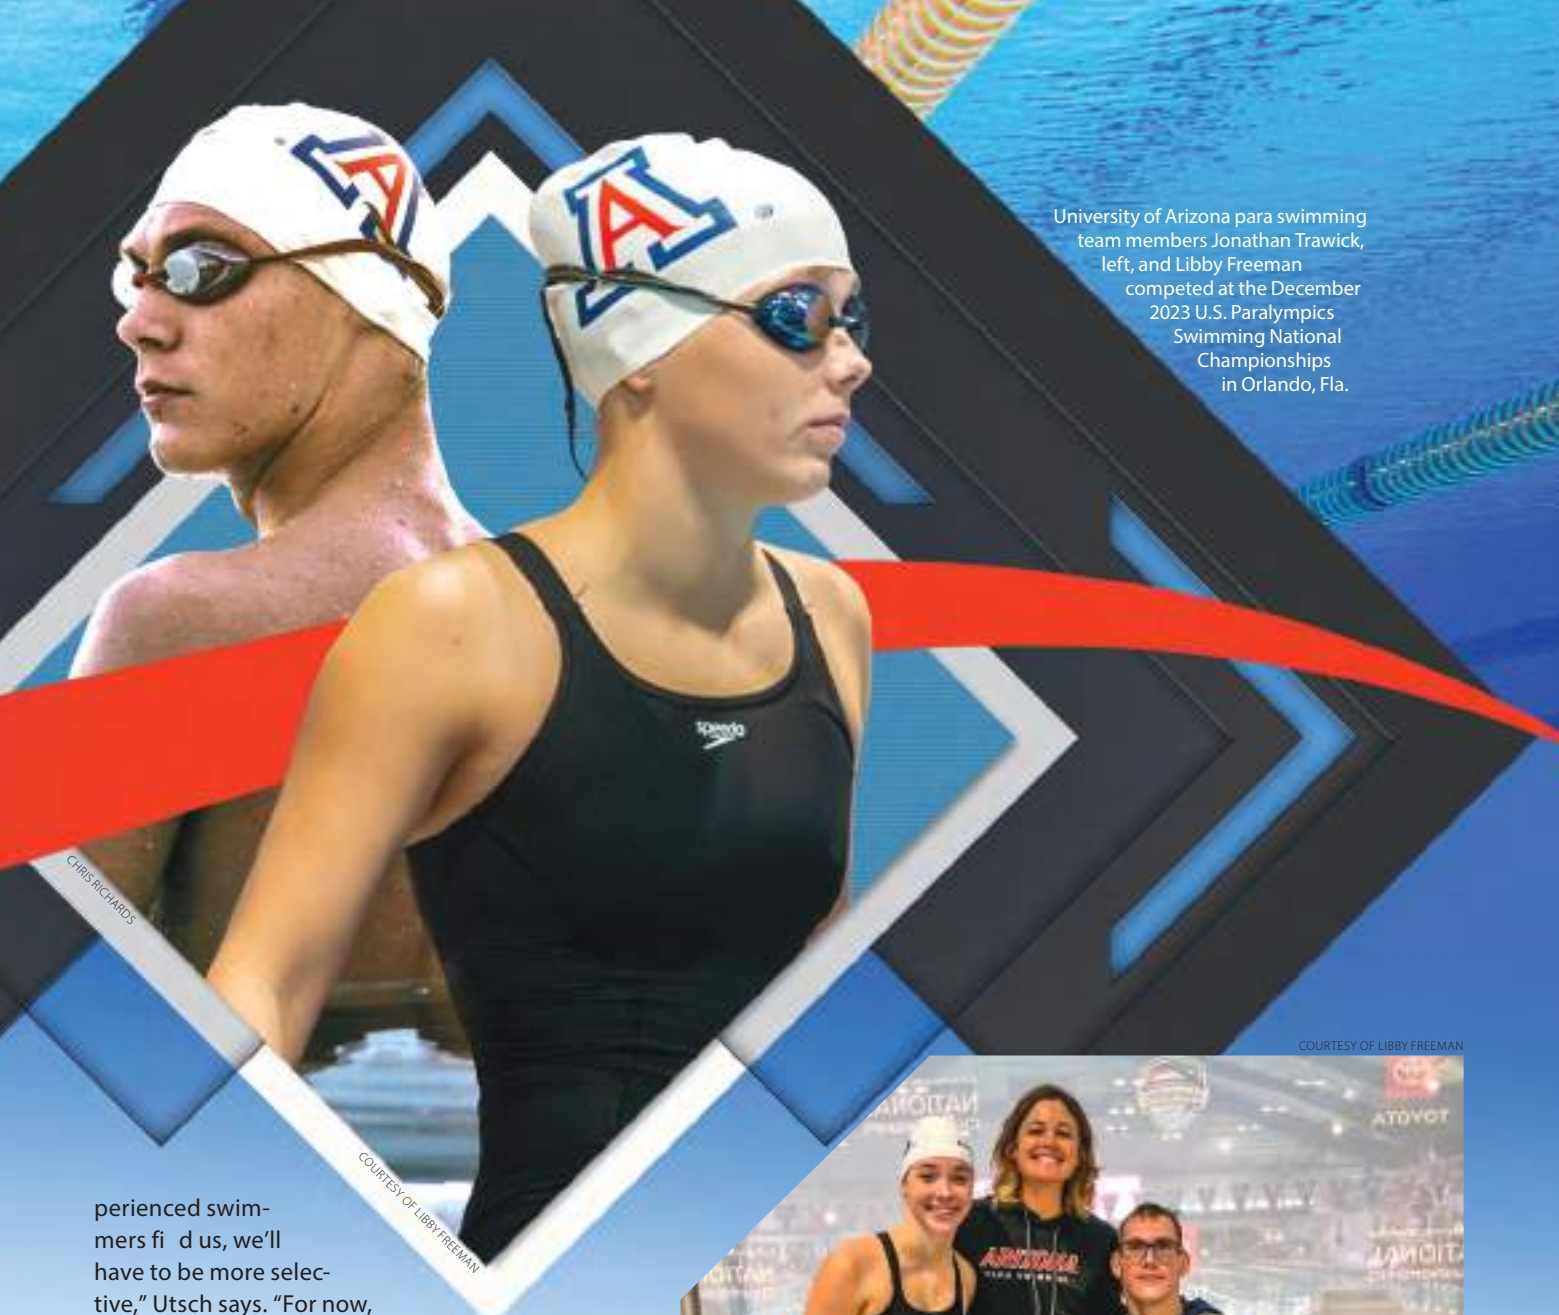 University of Arizona para swimming
team members Jonathan Trawick,
left, and Libby Freeman
competed at the December
2023 U.S. Paralympics
Swimming National
Championships
in Orlando, Fla.
A
A
speedo
CHRIS RICHARDS
COURTESY OF LIBBY FREEMAN
COURTESY OF LIBBY FREEMAN
TOYOTA
ARIZONA
perienced swim-
mers fi d us, we’ll
have to be more selec-
tive,” Utsch says. “For now,